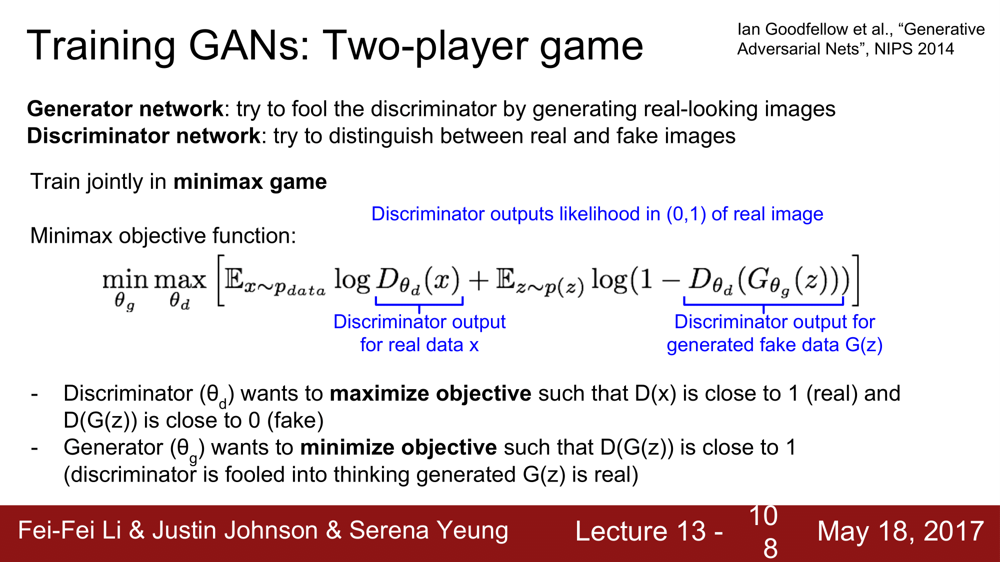 Training GANs: Two-player game
Ian Goodfellow et al., “Generative
Adversarial Nets”, NIPS 2014
Generator network: try to fool the discriminator by generating real-looking images
Discriminator network: try to distinguish between real and fake images
Train jointly in minimax game
Discriminator outputs likelihood in (0,1) of real image
Minimax objective function:
$\min_{\theta_g} \max_{\theta_d} \left[ \mathbb{E}_{x \sim p_{data}} \log D_{\theta_d}(x) + \mathbb{E}_{z \sim p(z)} \log(1 - D_{\theta_d}(G_{\theta_g}(z))) \right]$
Discriminator output
for real data x
Discriminator output for
generated fake data G(z)
- Discriminator (θ_d) wants to maximize objective such that D(x) is close to 1 (real) and
D(G(z)) is close to 0 (fake)
- Generator (θ_g) wants to minimize objective such that D(G(z)) is close to 1
(discriminator is fooled into thinking generated G(z) is real)
Fei-Fei Li & Justin Johnson & Serena Yeung
Lecture 13 -
10
8
May 18, 2017